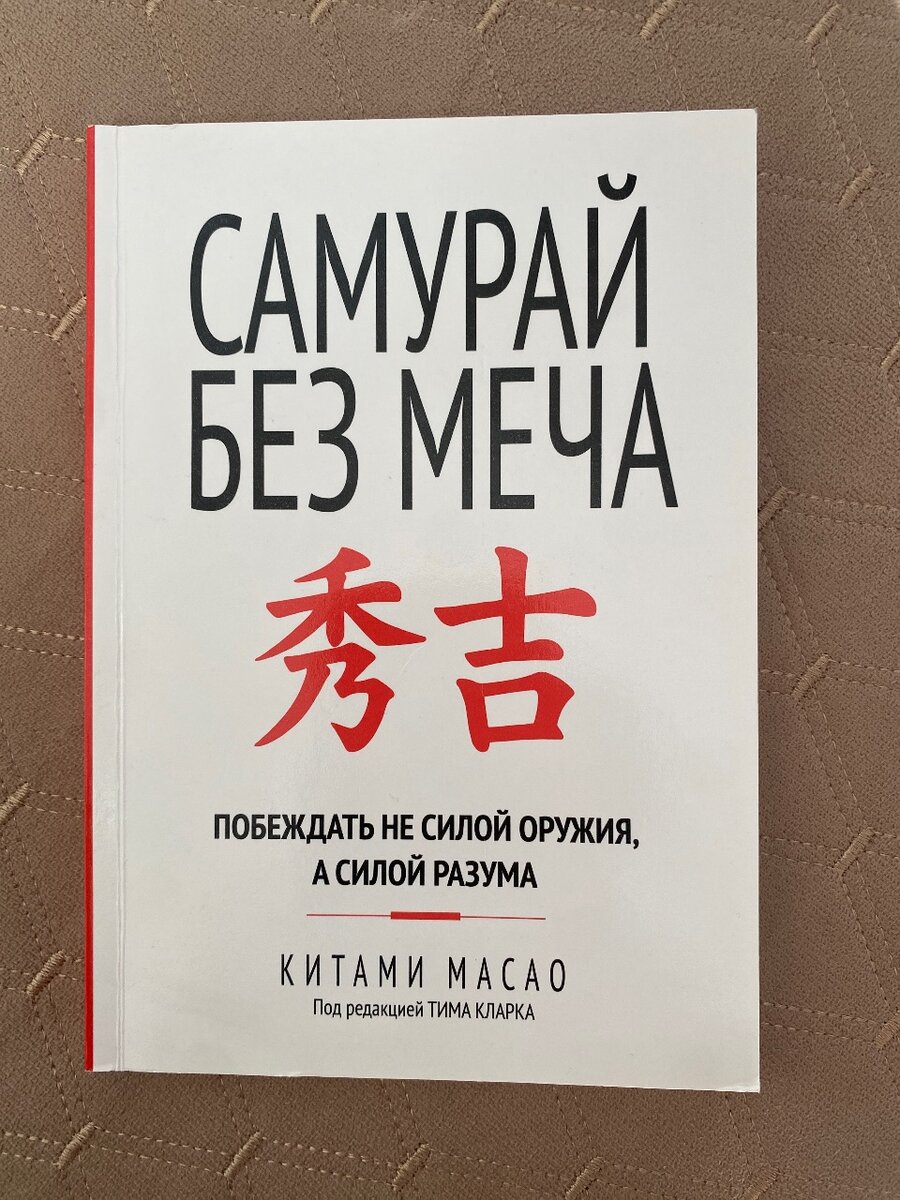 САМУРАЙ
БЕЗ МЕЧА
秀吉
ПОБЕЖДАТЬ НЕ СИЛОЙ ОРУЖИЯ,
А СИЛОЙ РАЗУМА
КИТАМИ МАСАО
Под редакцией ТИМА КЛАРКА